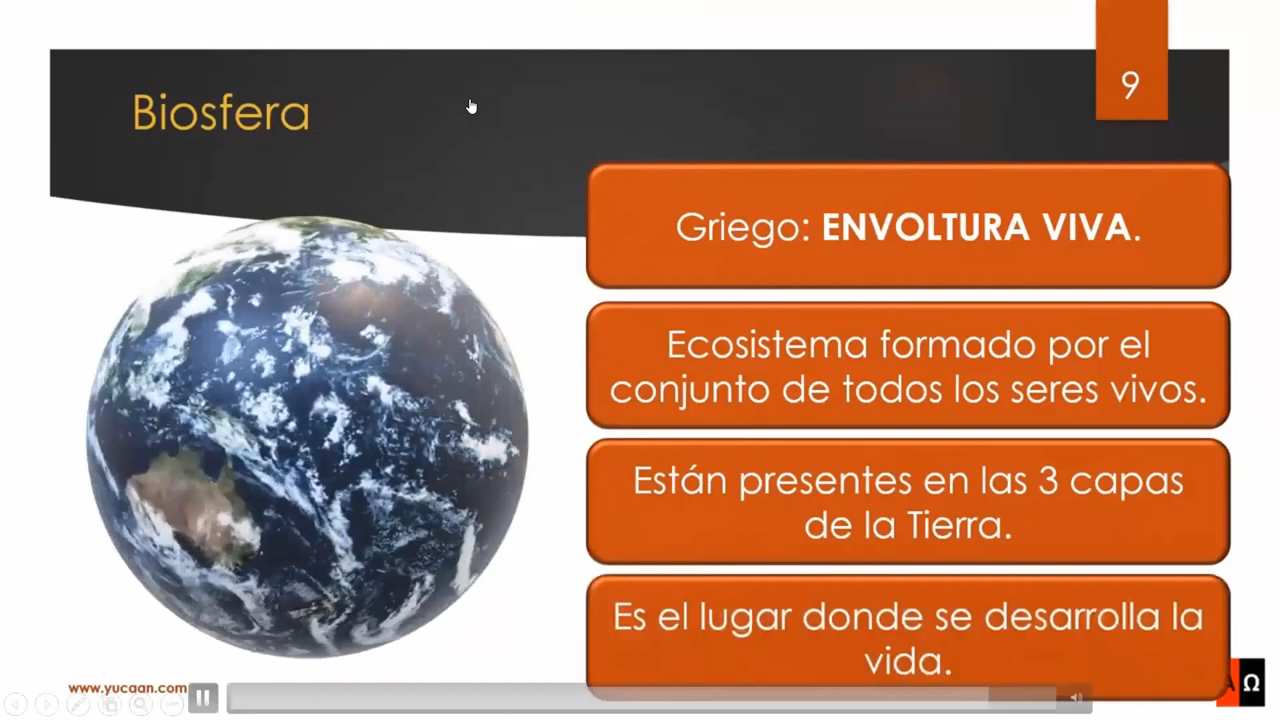 9
Biosfera
Griego: ENVOLTURA VIVA.
Ecosistema formado por el
conjunto de todos los seres vivos.
Están presentes en las 3 capas
de la Tierra.
Es el lugar donde se desarrolla la
vida.
www.yucaan.com
Ω